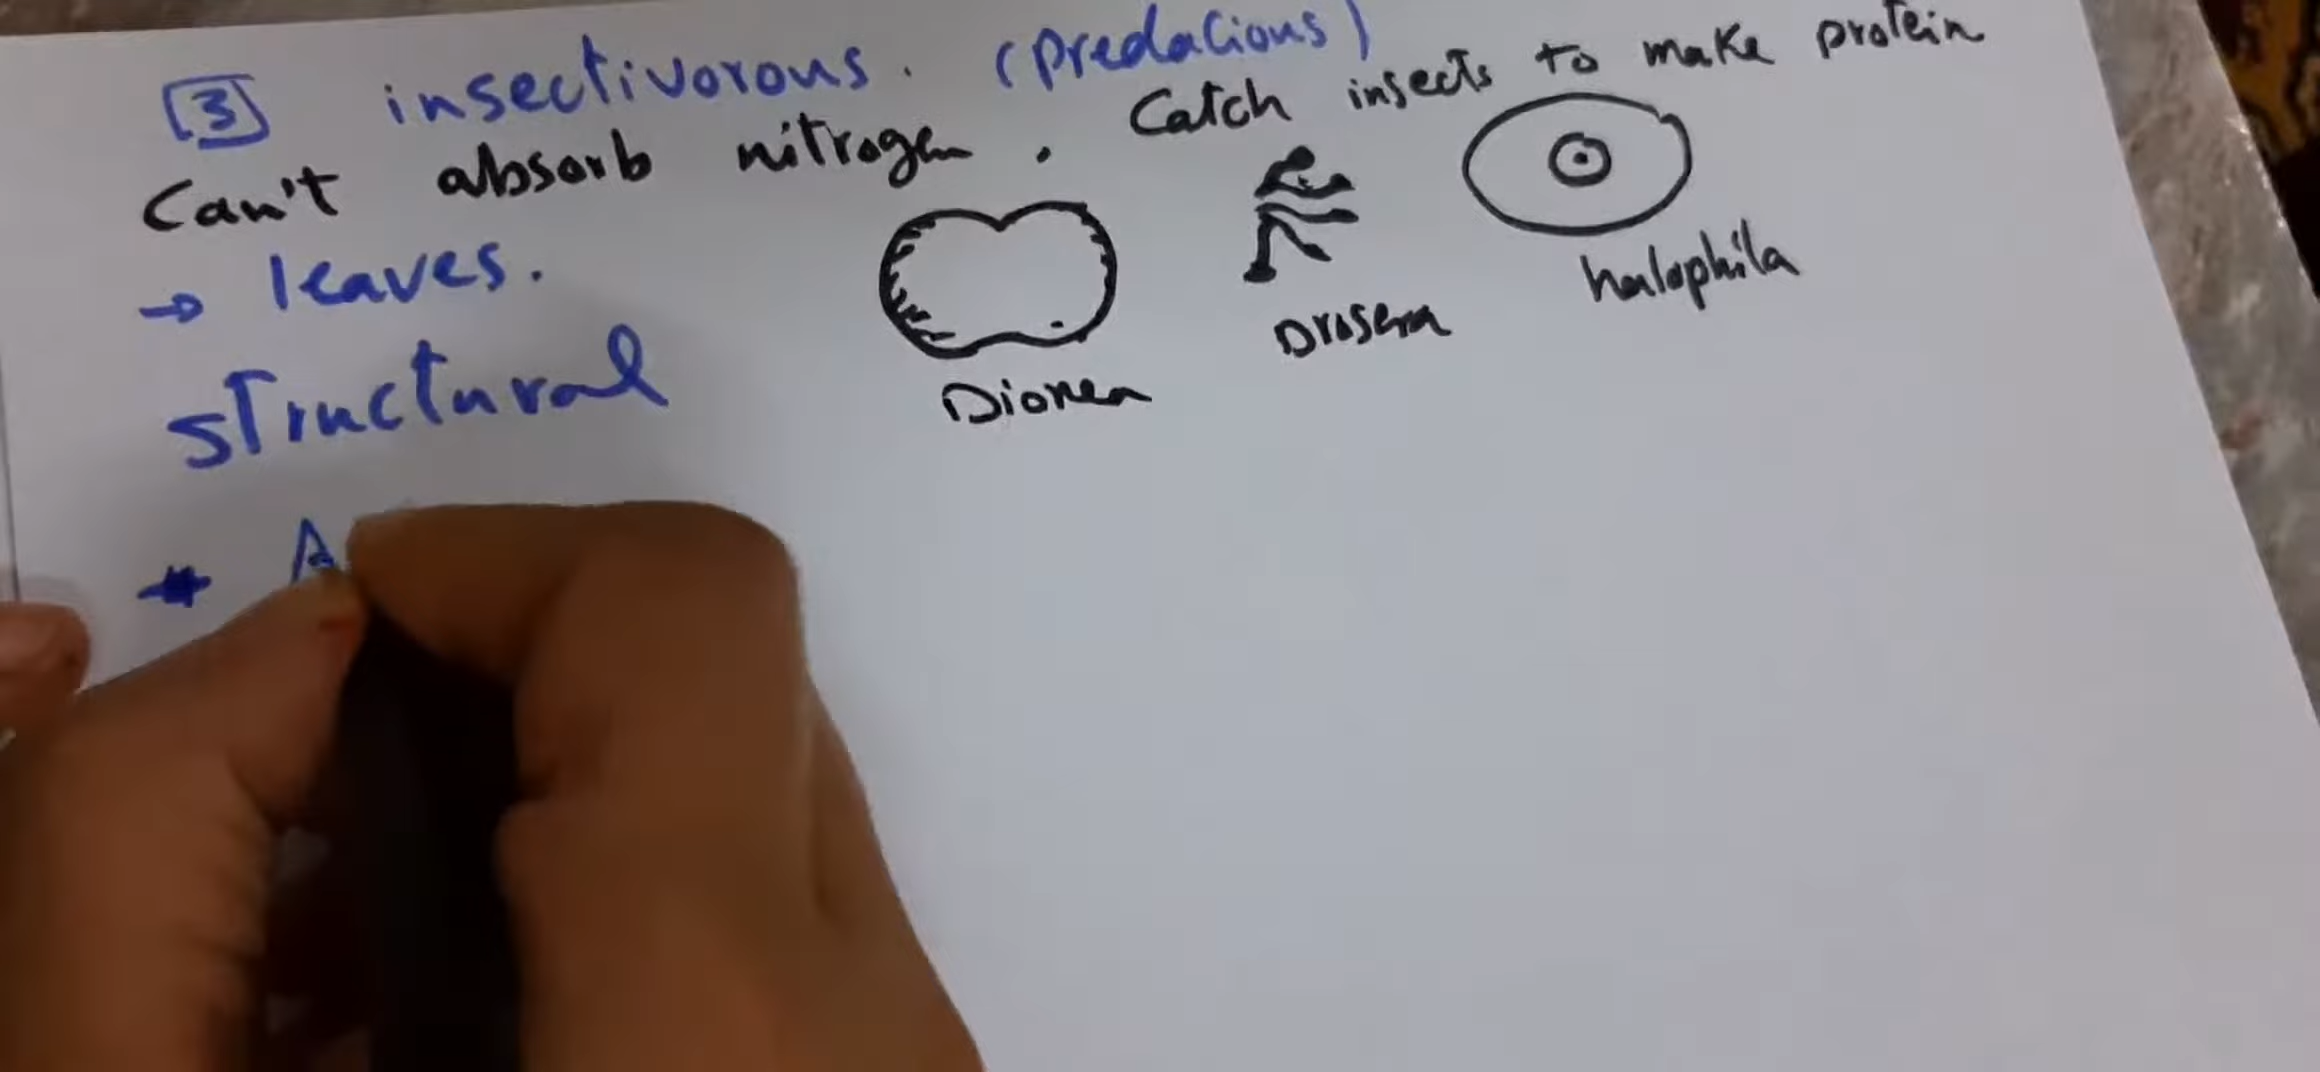 [3] insectivorous. (predacious)
Can't absorb nitrogen. Catch insects to make protein
→ leaves.
structural
Dionea
Drosera
halophila
* A